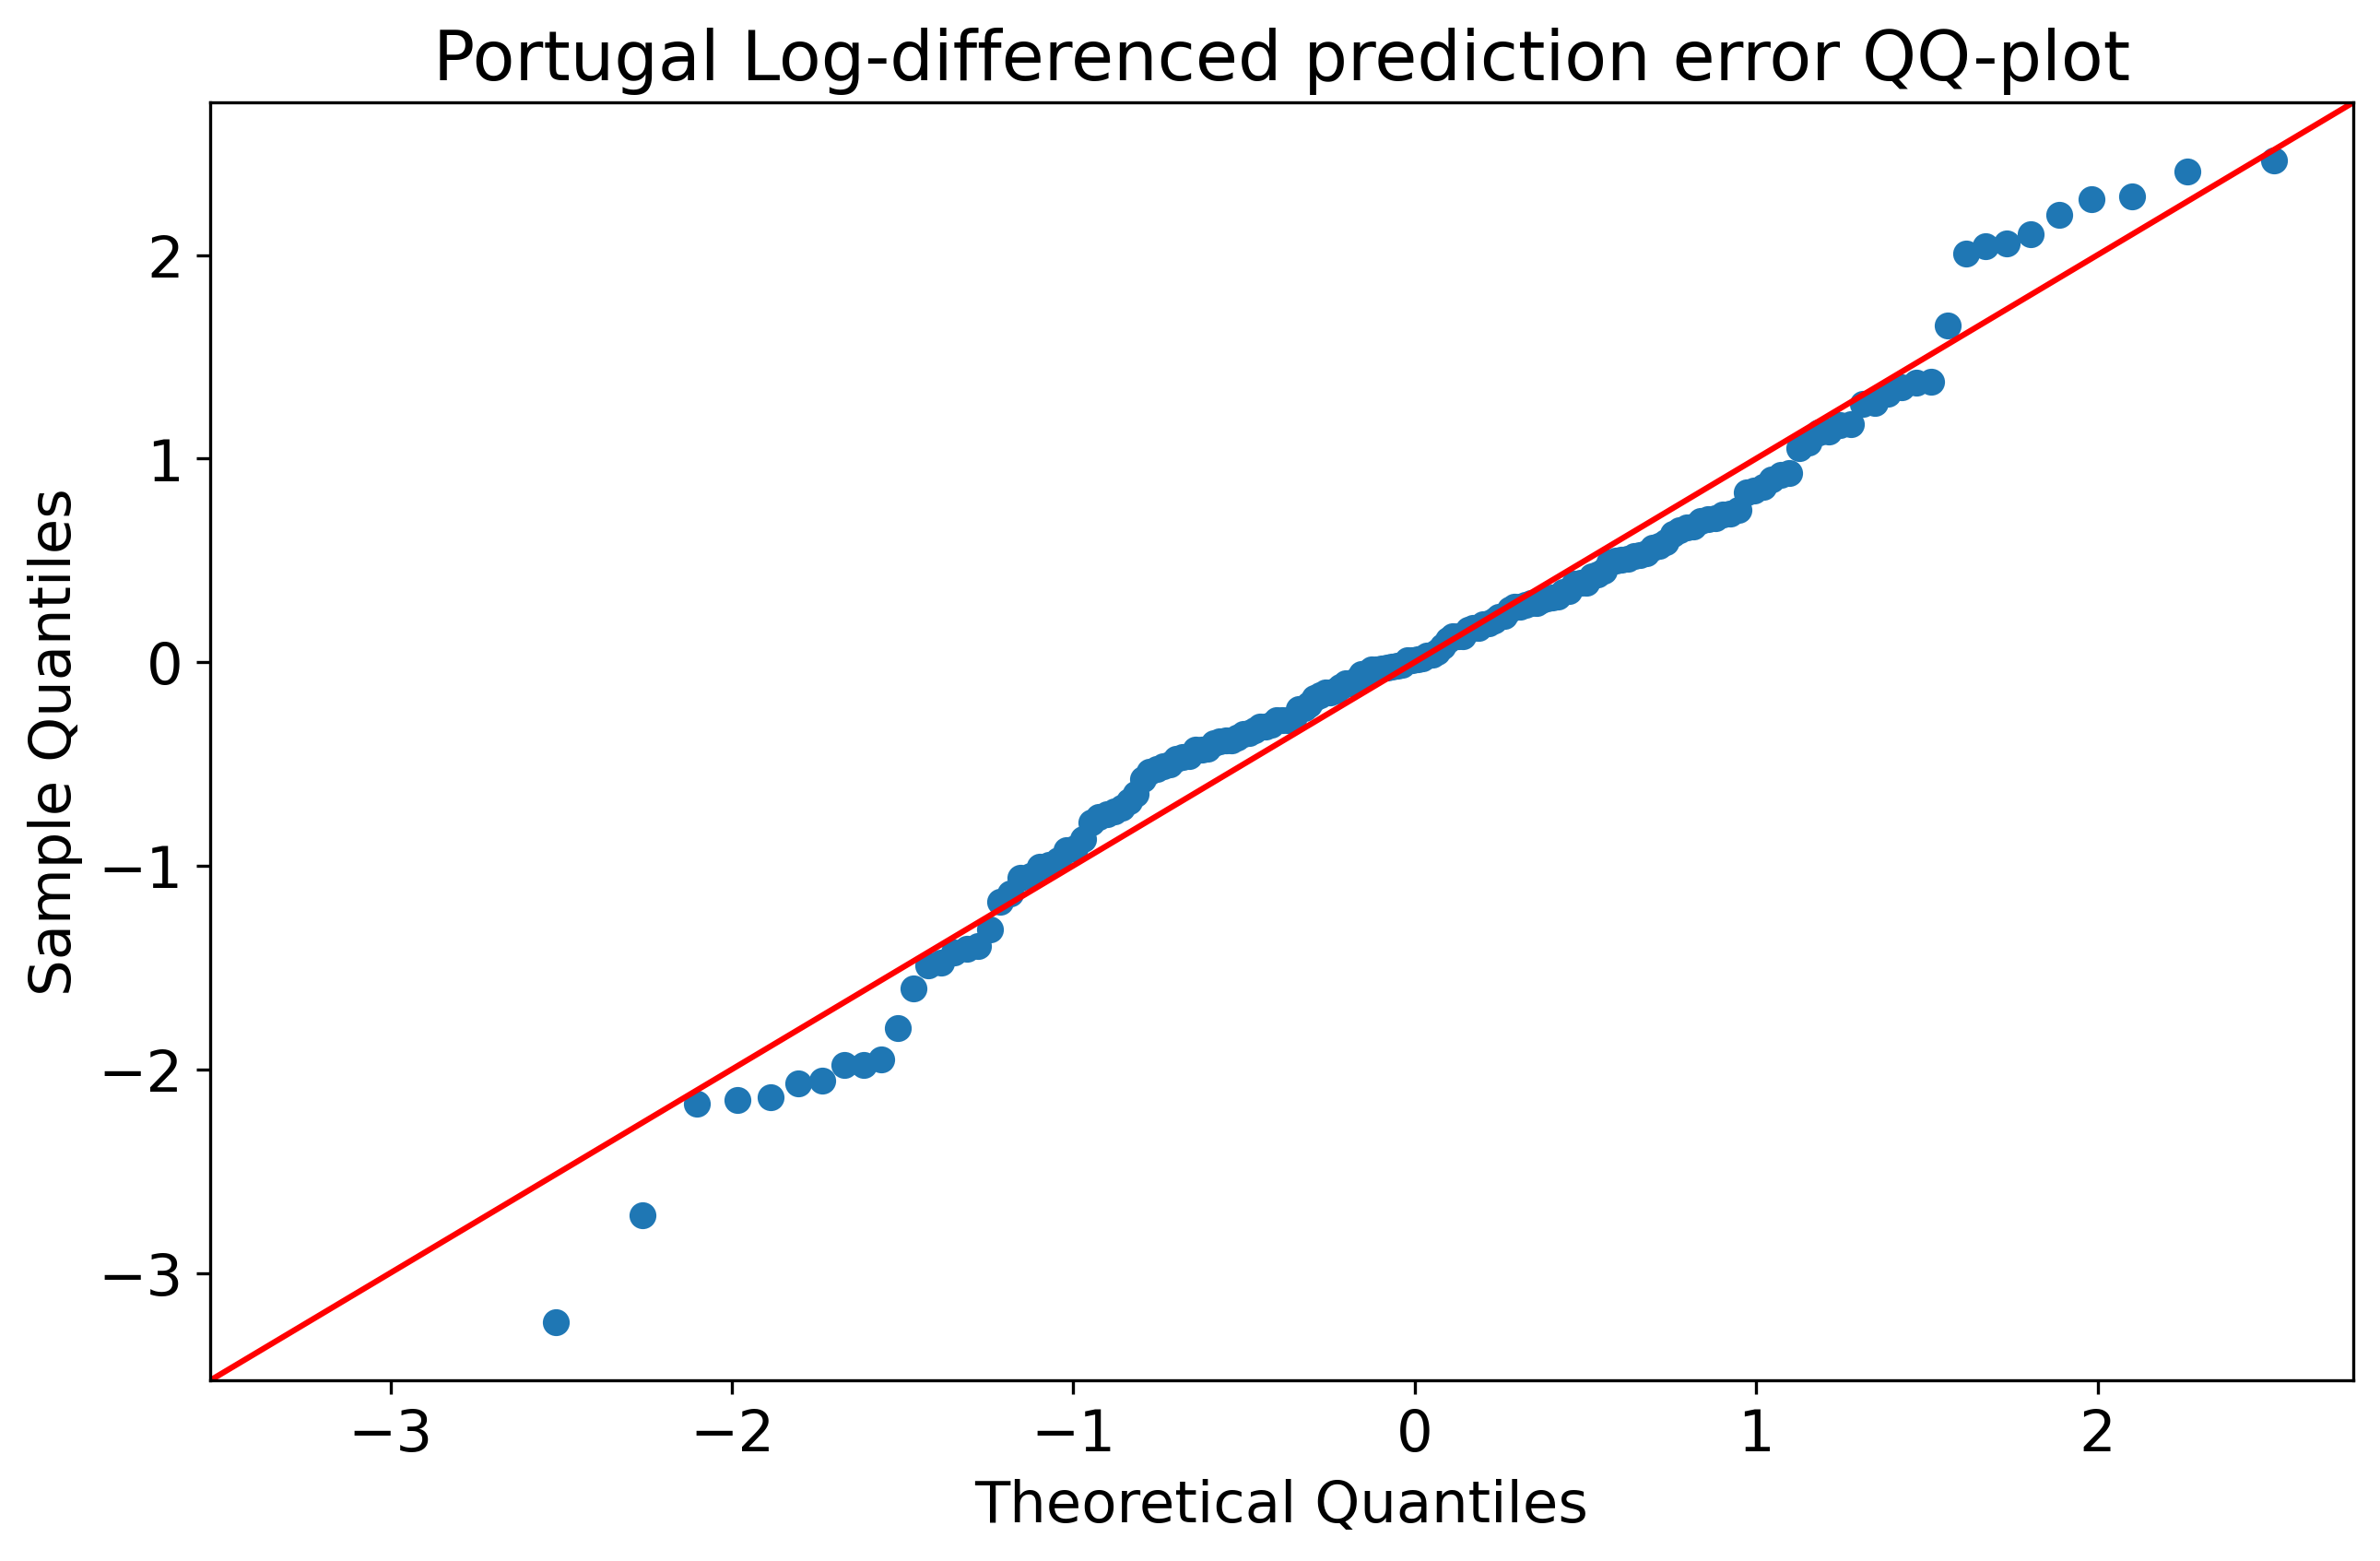 Portugal Log-differenced prediction error QQ-plot
2
1
0
−1
−2
−3
Sample Quantiles
−3 −2 −1 0 1 2
Theoretical Quantiles